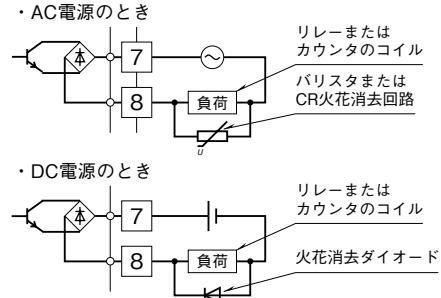 ・AC電源のとき
リレーまたは
カウンタのコイル
7
8
負荷
バリスタまたは
CR火花消去回路
U
・DC電源のとき
リレーまたは
カウンタのコイル
7
8
負荷
火花消去ダイオード